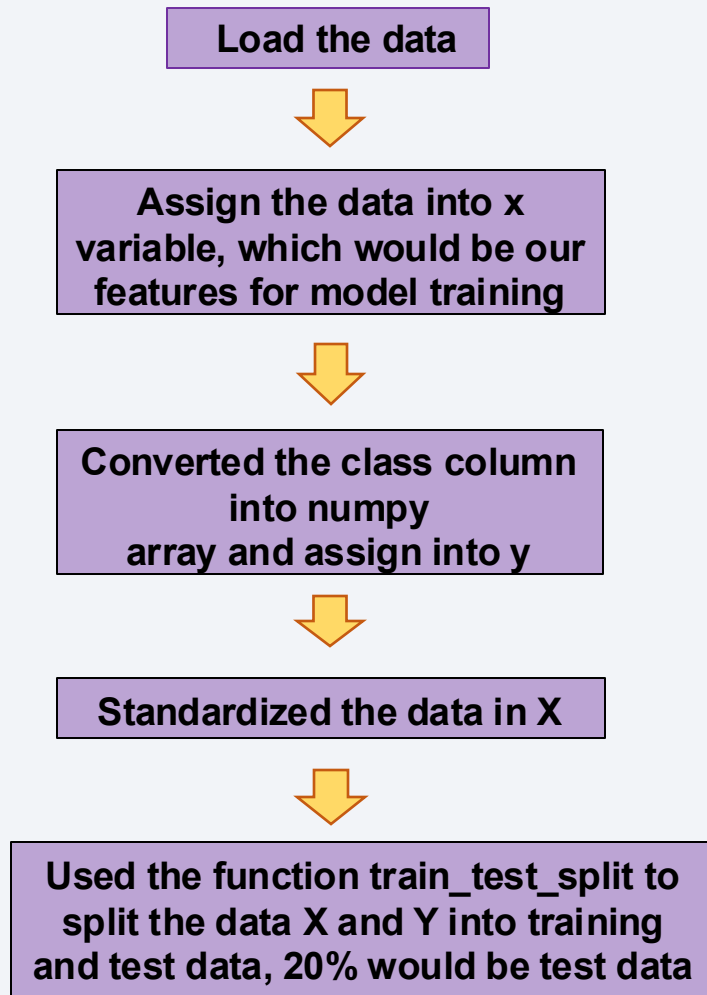 Load the data
Assign the data into x
variable, which would be our
features for model training
Converted the class column
into numpy
array and assign into y
Standardized the data in X
Used the function train_test_split to
split the data X and Y into training
and test data, 20% would be test data